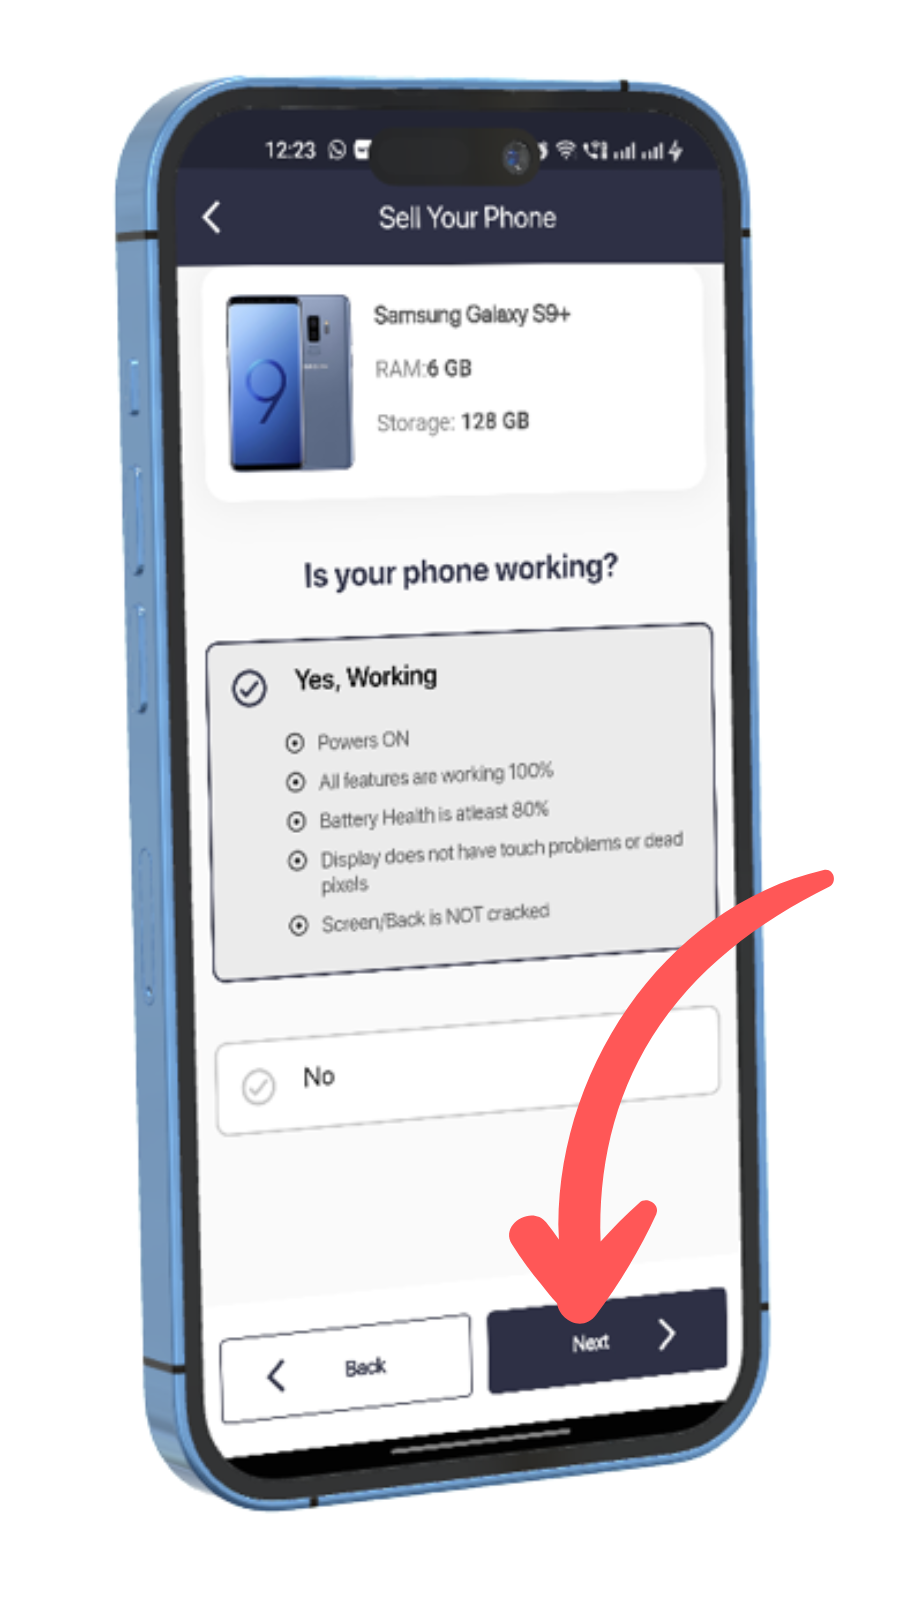 12:23
Sell Your Phone
Samsung Galaxy S9+
RAM:6 GB
Storage: 128 GB
9
Is your phone working?
Yes, Working
Powers ON
All features are working 100%
Battery Health is atleast 80%
Display does not have touch problems or dead
pixels
Screen/Back is NOT cracked
No
Back
Next